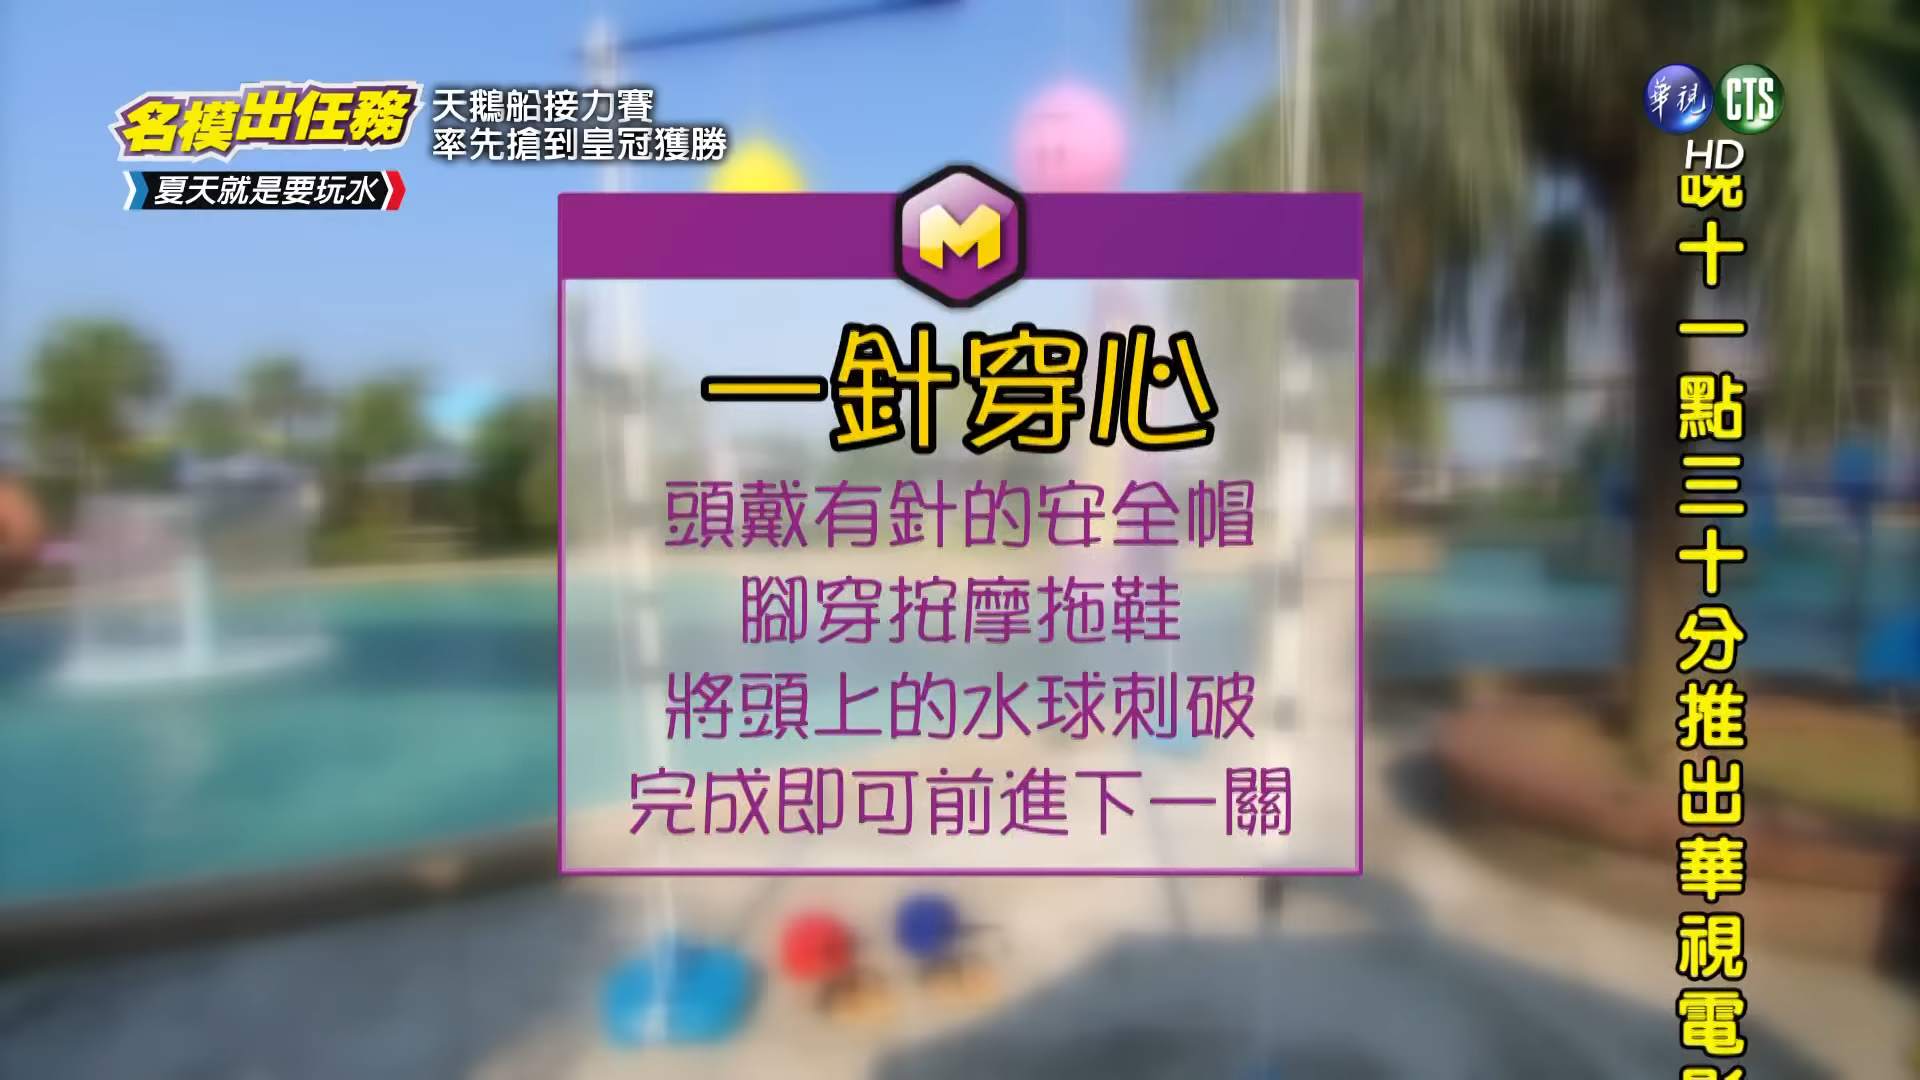 名模出任務
天鵝船接力賽
率先搶到皇冠獲勝
夏天就是要玩水
華視 CTS
HD
M
一針穿心
頭戴有針的安全帽
腳穿按摩拖鞋
將頭上的水球刺破
完成即可前進下一關
晚十一點三十分推出華視電影